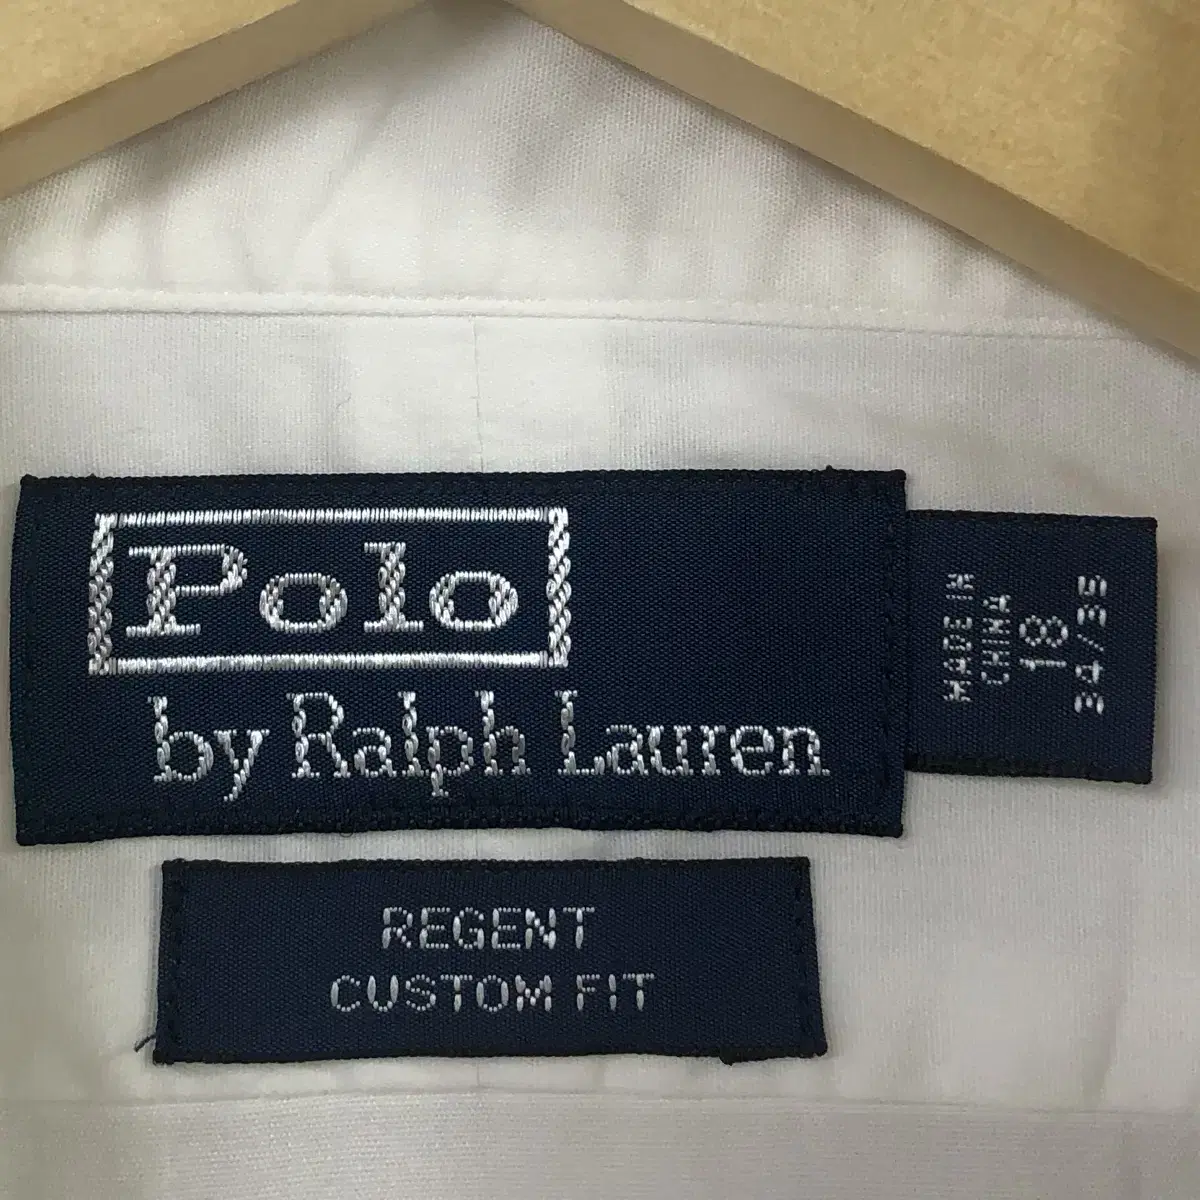 Polo
by Ralph Lauren
MADE IN
CHINA
18
34/35
REGENT
CUSTOM FIT